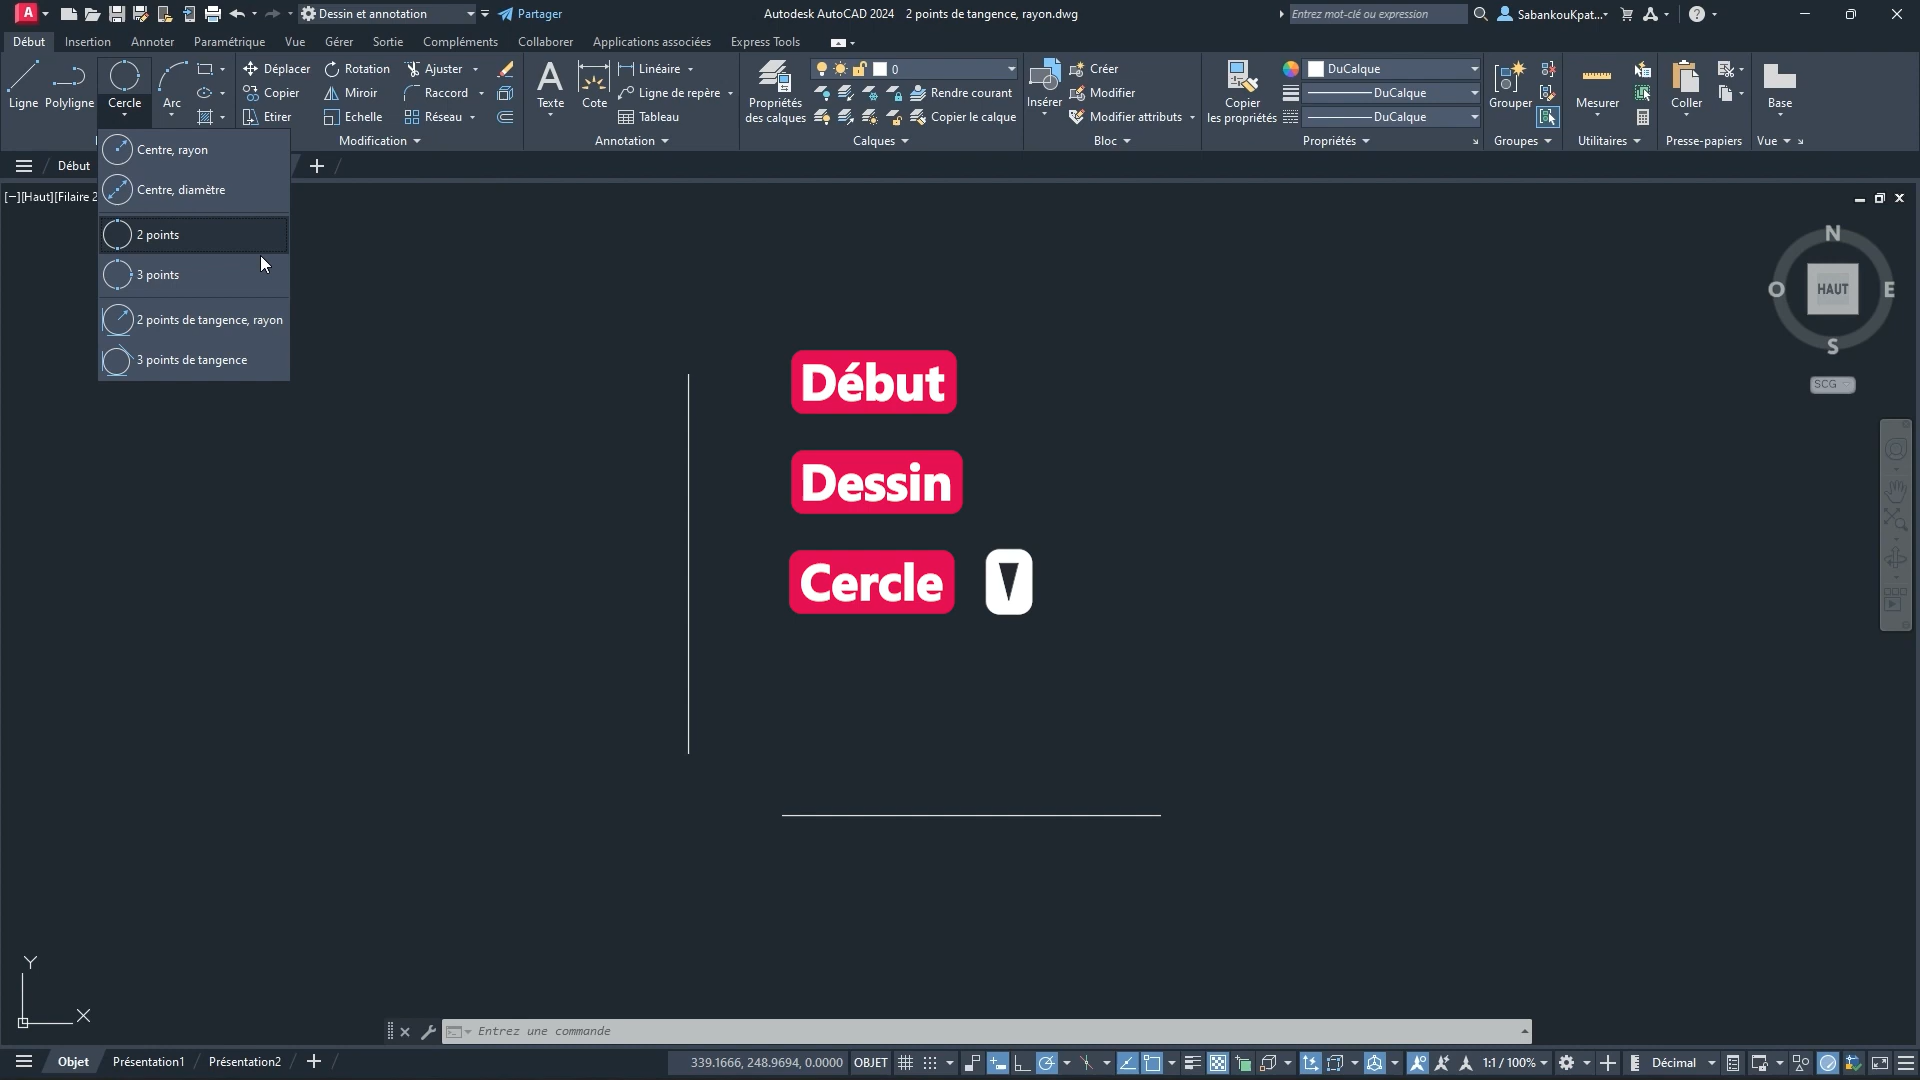 A Dessin et annotation Partager Autodesk AutoCAD 2024 2 points de tangence, rayon.dwg Entrez mot-clé ou expression SabankouKpat...
Début Insertion Annoter Paramétrique Vue Gérer Sortie Compléments Collaborer Applications associées Express Tools
Ligne Polyligne Cercle Arc
Déplacer Rotation Ajuster
Copier Miroir Raccord
Etirer Echelle Réseau
Modification
A
Texte Cote
Linéaire
Ligne de repère
Tableau
Annotation
Propriétés
des calques
0
Rendre courant
Copier le calque
Calques
Insérer
Créer
Modifier
Modifier attributs
Bloc
Copier
les propriétés
DuCalque
DuCalque
DuCalque
Propriétés
Grouper
Groupes
Mesurer
Utilitaires
Coller
Presse-papiers
Base
Vue
Début
[−][Haut][Filaire 2
Centre, rayon
Centre, diamètre
2 points
3 points
2 points de tangence, rayon
3 points de tangence
N
O HAUT E
S
SCG
Début
Dessin
Cercle
Y
X
Entrez une commande
Objet Présentation1 Présentation2 339.1666, 248.9694, 0.0000 OBJET 1:1 / 100% Décimal